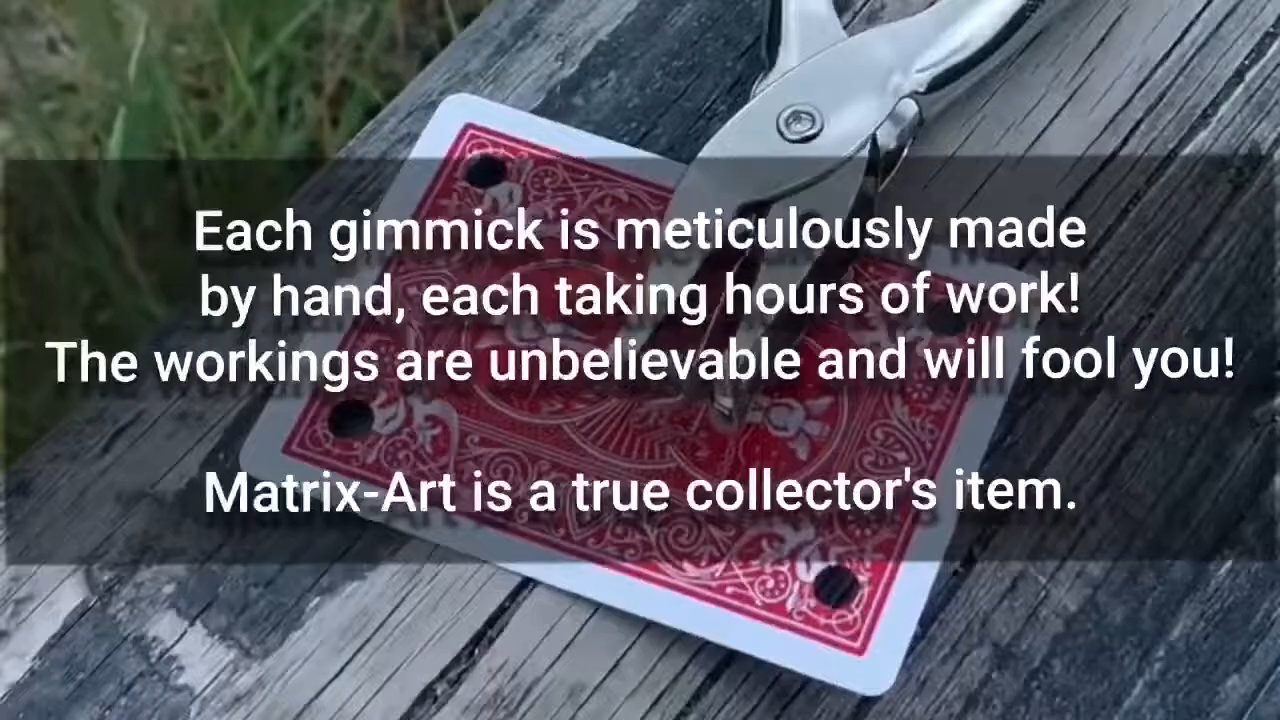 Each gimmick is meticulously made
by hand, each taking hours of work!
The workings are unbelievable and will fool you!
Matrix-Art is a true collector's item.